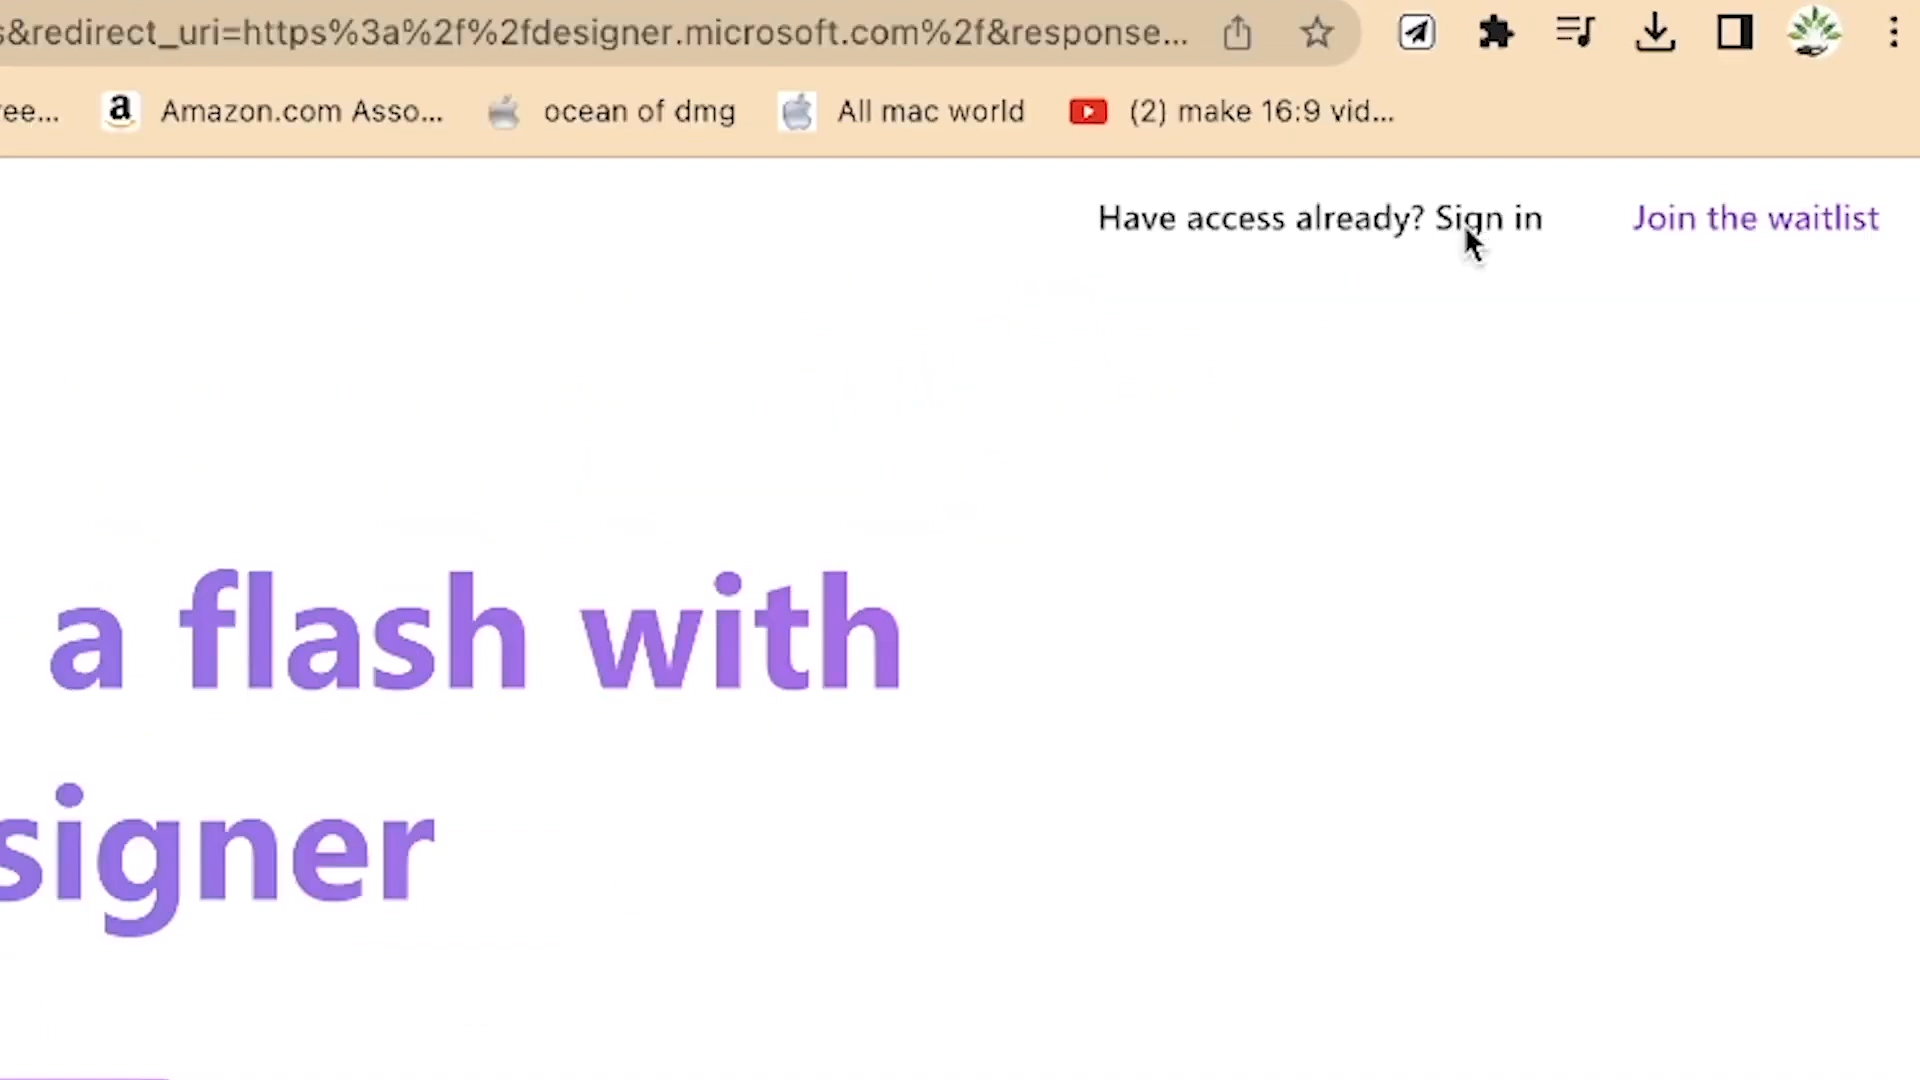 s&redirect_uri=https%3a%2f%2fdesigner.microsoft.com%2f&response...
ee... Amazon.com Asso... ocean of dmg All mac world (2) make 16:9 vid...
Have access already? Sign in Join the waitlist
a flash with
signer